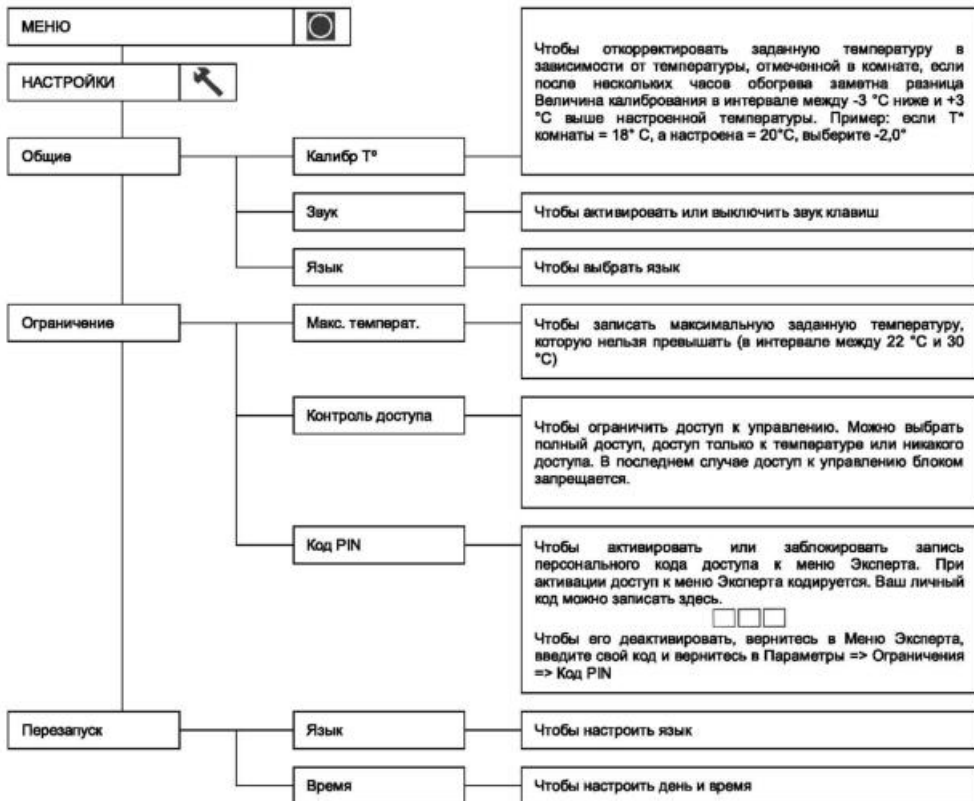 МЕНЮ
НАСТРОЙКИ
Общие
Калибр Tº
Чтобы откорректировать заданную температуру в
зависимости от температуры, отмеченной в комнате, если
после нескольких часов обогрева заметна разница
Величина калибрования в интервале между -3 °C ниже и +3
°C выше настроенной температуры. Пример: если T°
комнаты = 18° C, а настроена = 20°C, выберите -2,0°
Звук
Чтобы активировать или выключить звук клавиш
Язык
Чтобы выбрать язык
Ограничение
Макс. температ.
Чтобы записать максимальную заданную температуру,
которую нельзя превышать (в интервале между 22 °C и 30
°C)
Контроль доступа
Чтобы ограничить доступ к управлению. Можно выбрать
полный доступ, доступ только к температуре или никакого
доступа. В последнем случае доступ к управлению блоком
запрещается.
Код PIN
Чтобы активировать или заблокировать запись
персонального кода доступа к меню Эксперта. При
активации доступ к меню Эксперта кодируется. Ваш личный
код можно записать здесь.
Чтобы его деактивировать, вернитесь в Меню Эксперта,
введите свой код и вернитесь в Параметры => Ограничения
=> Код PIN
Перезапуск
Язык
Чтобы настроить язык
Время
Чтобы настроить день и время